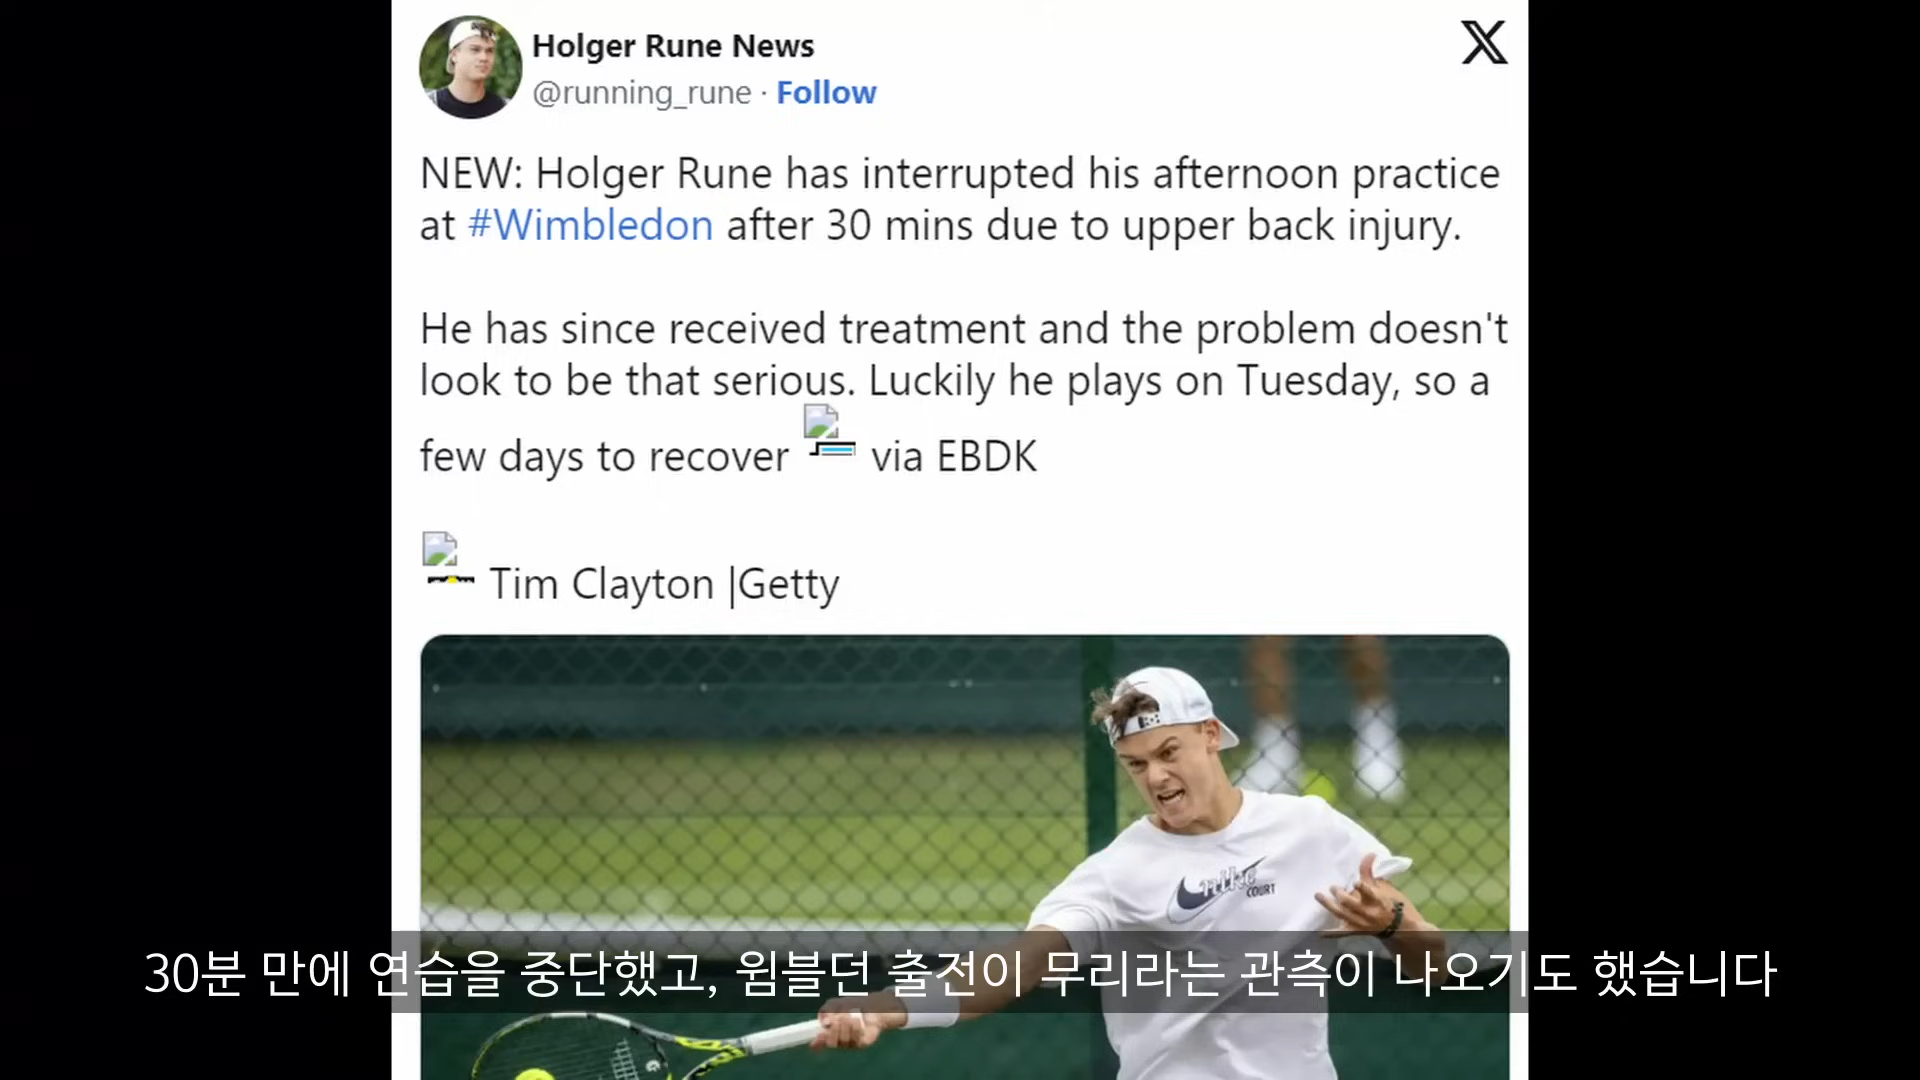 Holger Rune News
@running_rune · Follow
NEW: Holger Rune has interrupted his afternoon practice
at #Wimbledon after 30 mins due to upper back injury.
He has since received treatment and the problem doesn't
look to be that serious. Luckily he plays on Tuesday, so a
few days to recover via EBDK
Tim Clayton |Getty
nike
COURT
30분 만에 연습을 중단했고, 윔블던 출전이 무리라는 관측이 나오기도 했습니다